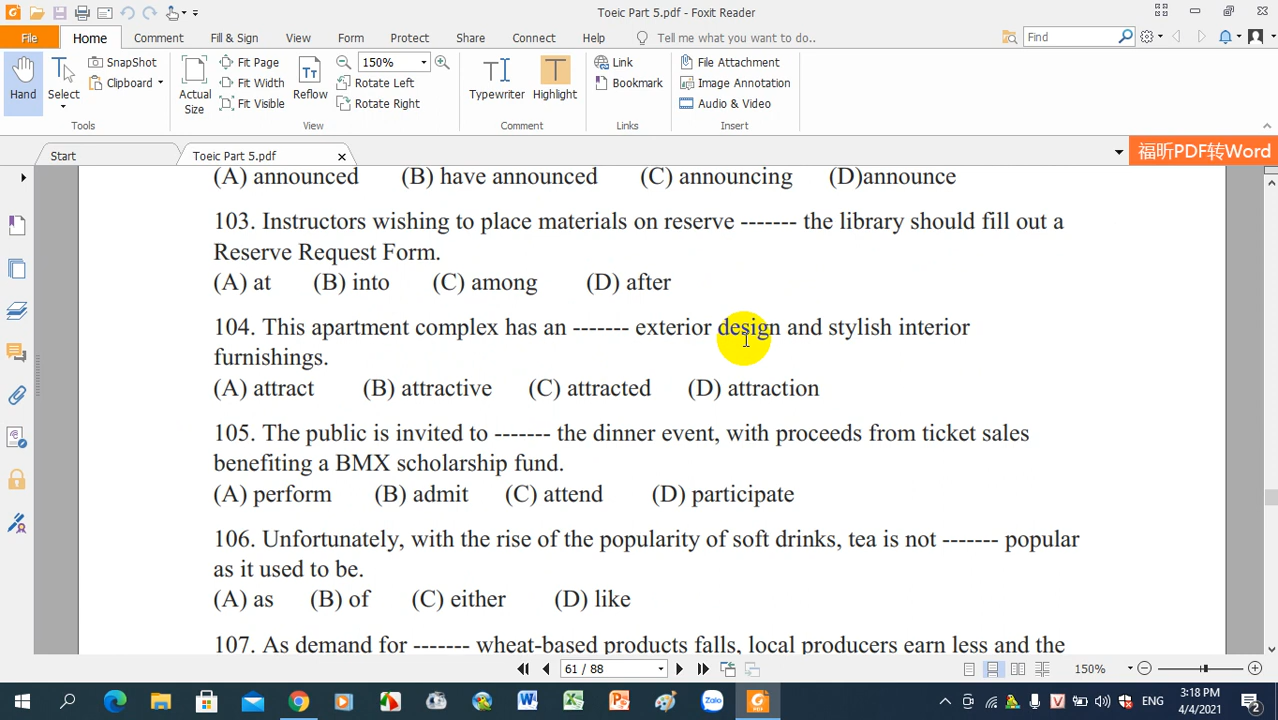 Toeic Part 5.pdf - Foxit Reader
File Home Comment Fill & Sign View Form Protect Share Connect Help Tell me what you want to do.. Find
Hand
Select
SnapShot
Clipboard
Tools
Actual Size
Fit Page
Fit Width
Fit Visible
Reflow
150%
Rotate Left
Rotate Right
View
Typewriter
Highlight
Comment
Link
Bookmark
Links
File Attachment
Image Annotation
Audio & Video
Insert
Start
Toeic Part 5.pdf
福昕PDF转Word
(A) announced (B) have announced (C) announcing (D)announce
103. Instructors wishing to place materials on reserve ------- the library should fill out a
Reserve Request Form.
(A) at (B) into (C) among (D) after
104. This apartment complex has an ------- exterior design and stylish interior
furnishings.
(A) attract (B) attractive (C) attracted (D) attraction
105. The public is invited to ------- the dinner event, with proceeds from ticket sales
benefiting a BMX scholarship fund.
(A) perform (B) admit (C) attend (D) participate
106. Unfortunately, with the rise of the popularity of soft drinks, tea is not ------- popular
as it used to be.
(A) as (B) of (C) either (D) like
107. As demand for ------- wheat-based products falls, local producers earn less and the
61 / 88
150%
Zalo
ENG
3:18 PM
4/4/2021
2